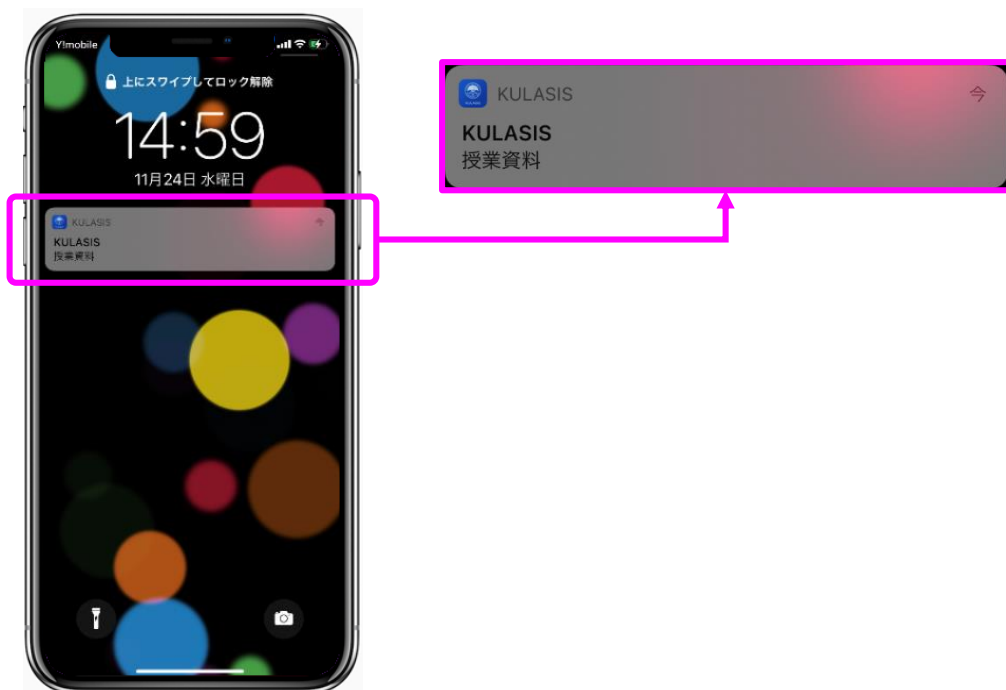 Y!mobile
上にスワイプしてロック解除
14:59
11月24日 水曜日
KULASIS
今
KULASIS
授業資料
KULASIS
今
KULASIS
授業資料